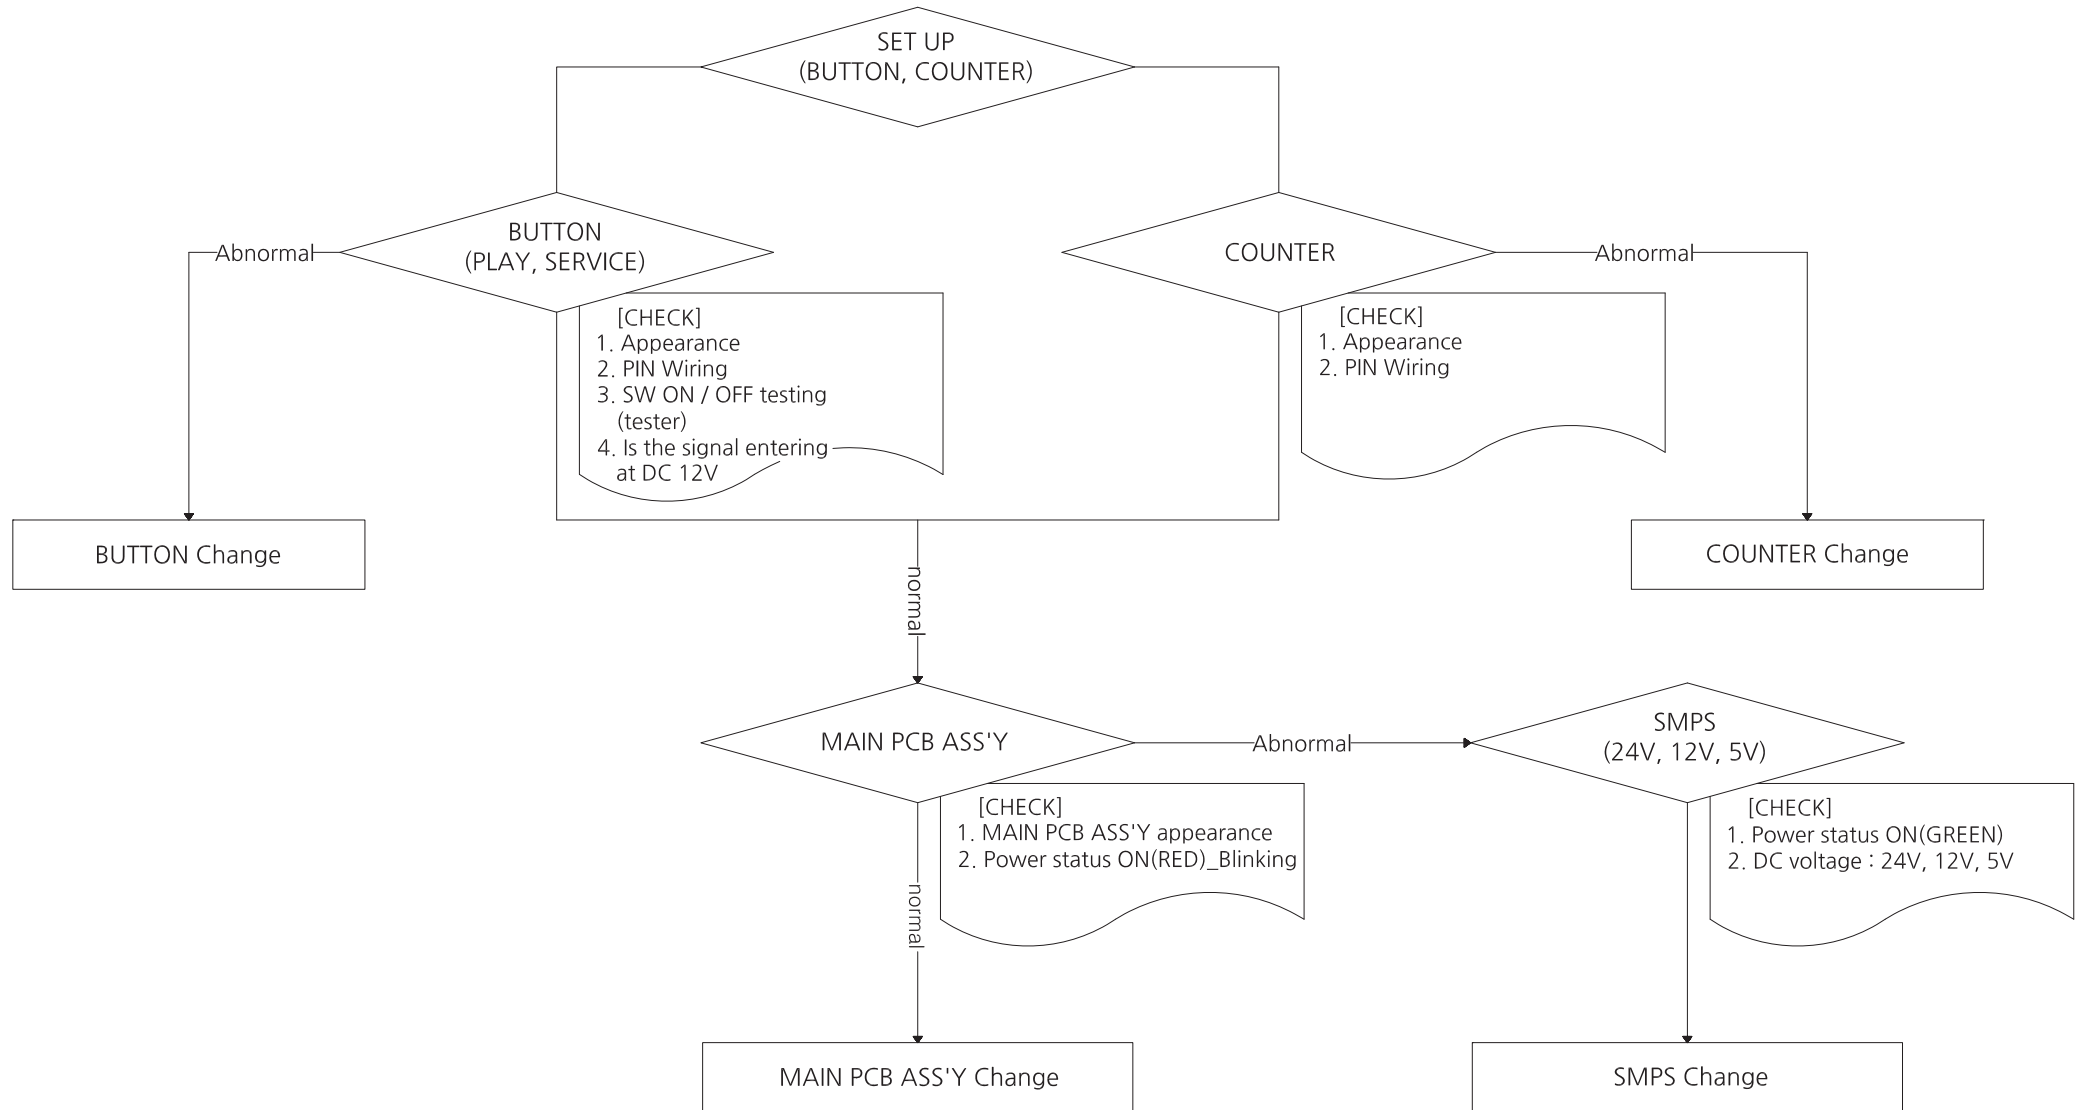 SET UP
(BUTTON, COUNTER)
BUTTON
(PLAY, SERVICE)
Abnormal
COUNTER
Abnormal
[CHECK]
1. Appearance
2. PIN Wiring
3. SW ON / OFF testing
(tester)
4. Is the signal entering
at DC 12V
[CHECK]
1. Appearance
2. PIN Wiring
BUTTON Change
COUNTER Change
normal
MAIN PCB ASS'Y
Abnormal
SMPS
(24V, 12V, 5V)
[CHECK]
1. MAIN PCB ASS'Y appearance
2. Power status ON(RED)_Blinking
[CHECK]
1. Power status ON(GREEN)
2. DC voltage : 24V, 12V, 5V
normal
MAIN PCB ASS'Y Change
SMPS Change